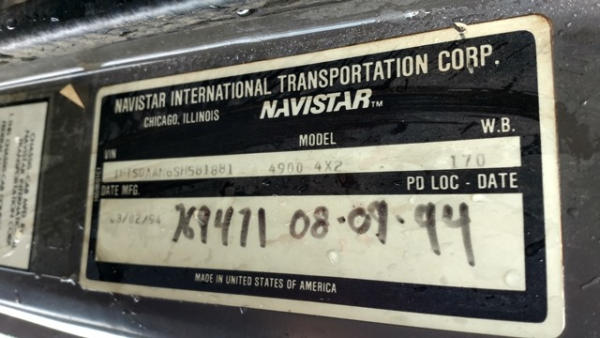 NAVISTAR INTERNATIONAL TRANSPORTATION CORP.
CHICAGO, ILLINOIS NAVISTAR™
VIN MODEL W.B.
4900 4X2 170
DATE MFG. PD LOC - DATE
X9471 08·09·94
MADE IN UNITED STATES OF AMERICA